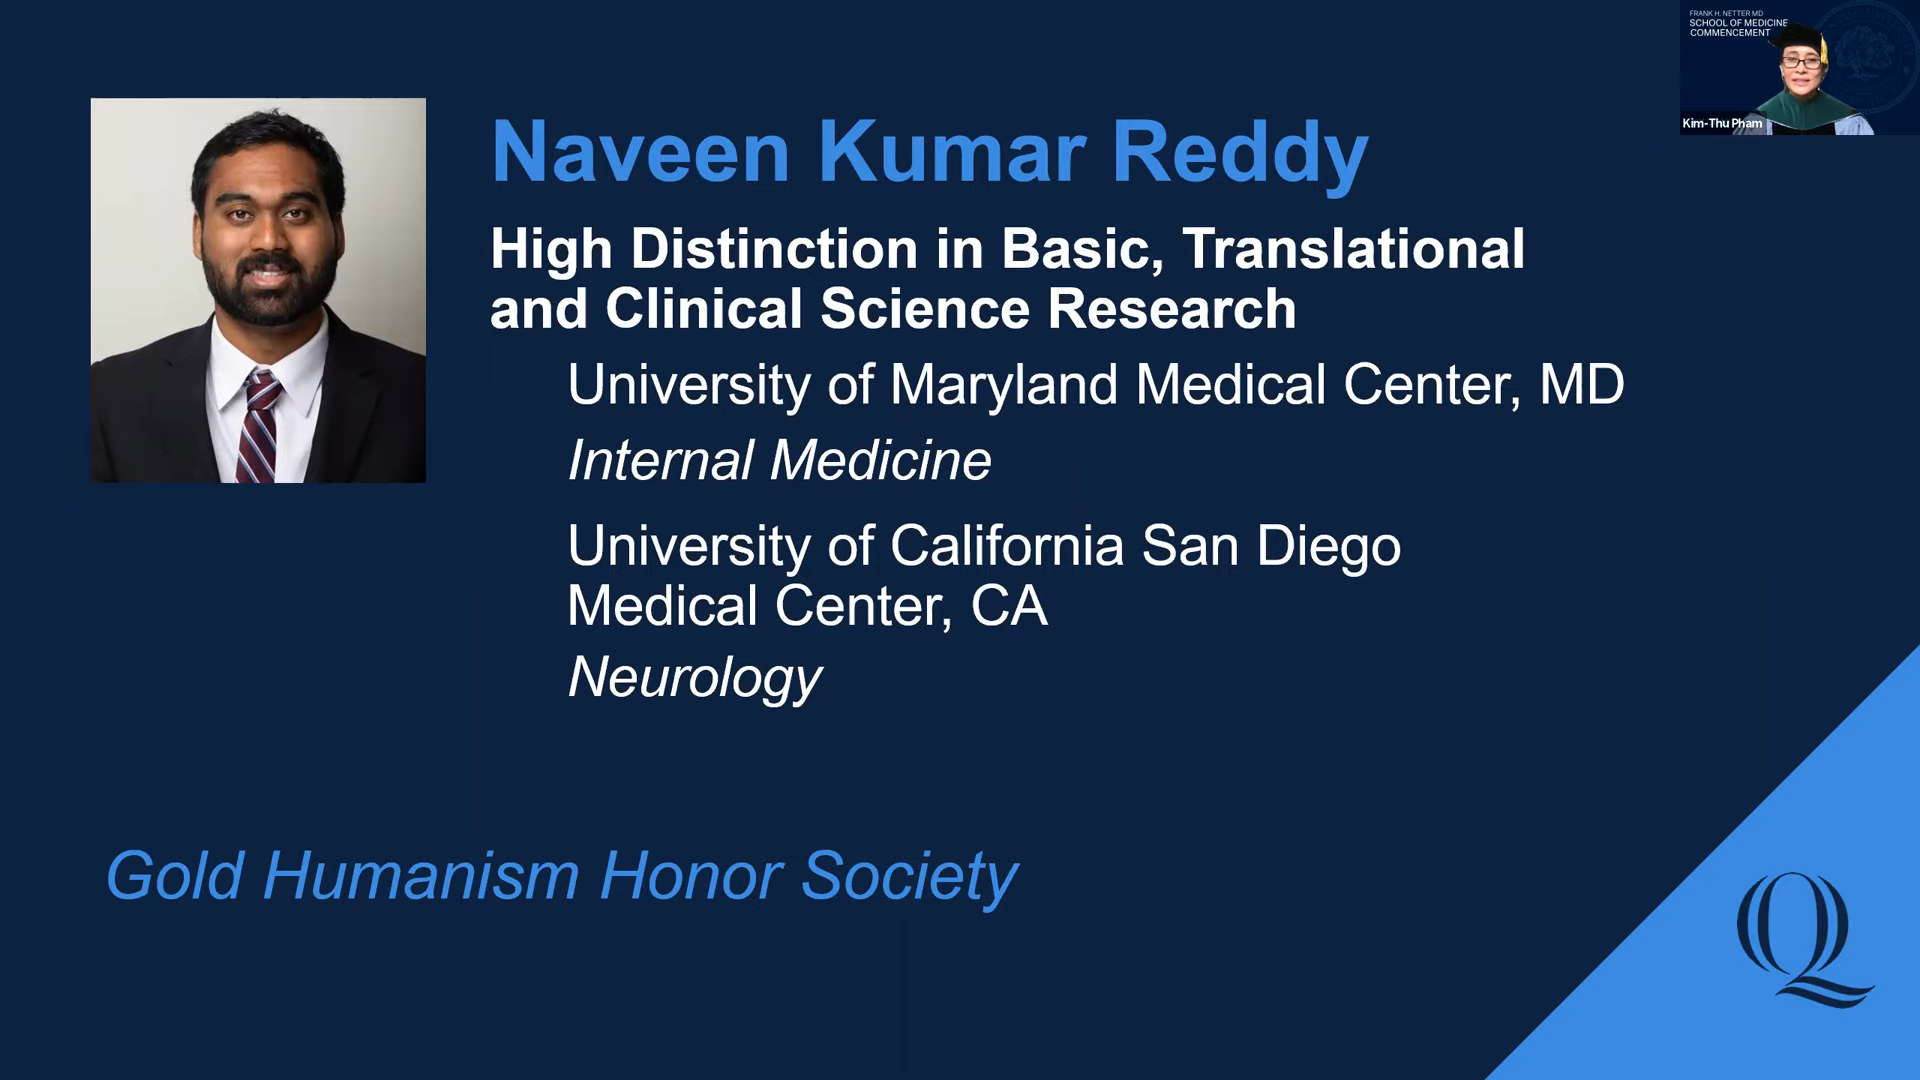 FRANK H. NETTER MD
SCHOOL OF MEDICINE
COMMENCEMENT
Kim-Thu Pham
Naveen Kumar Reddy
High Distinction in Basic, Translational
and Clinical Science Research
University of Maryland Medical Center, MD
Internal Medicine
University of California San Diego
Medical Center, CA
Neurology
Gold Humanism Honor Society
Q